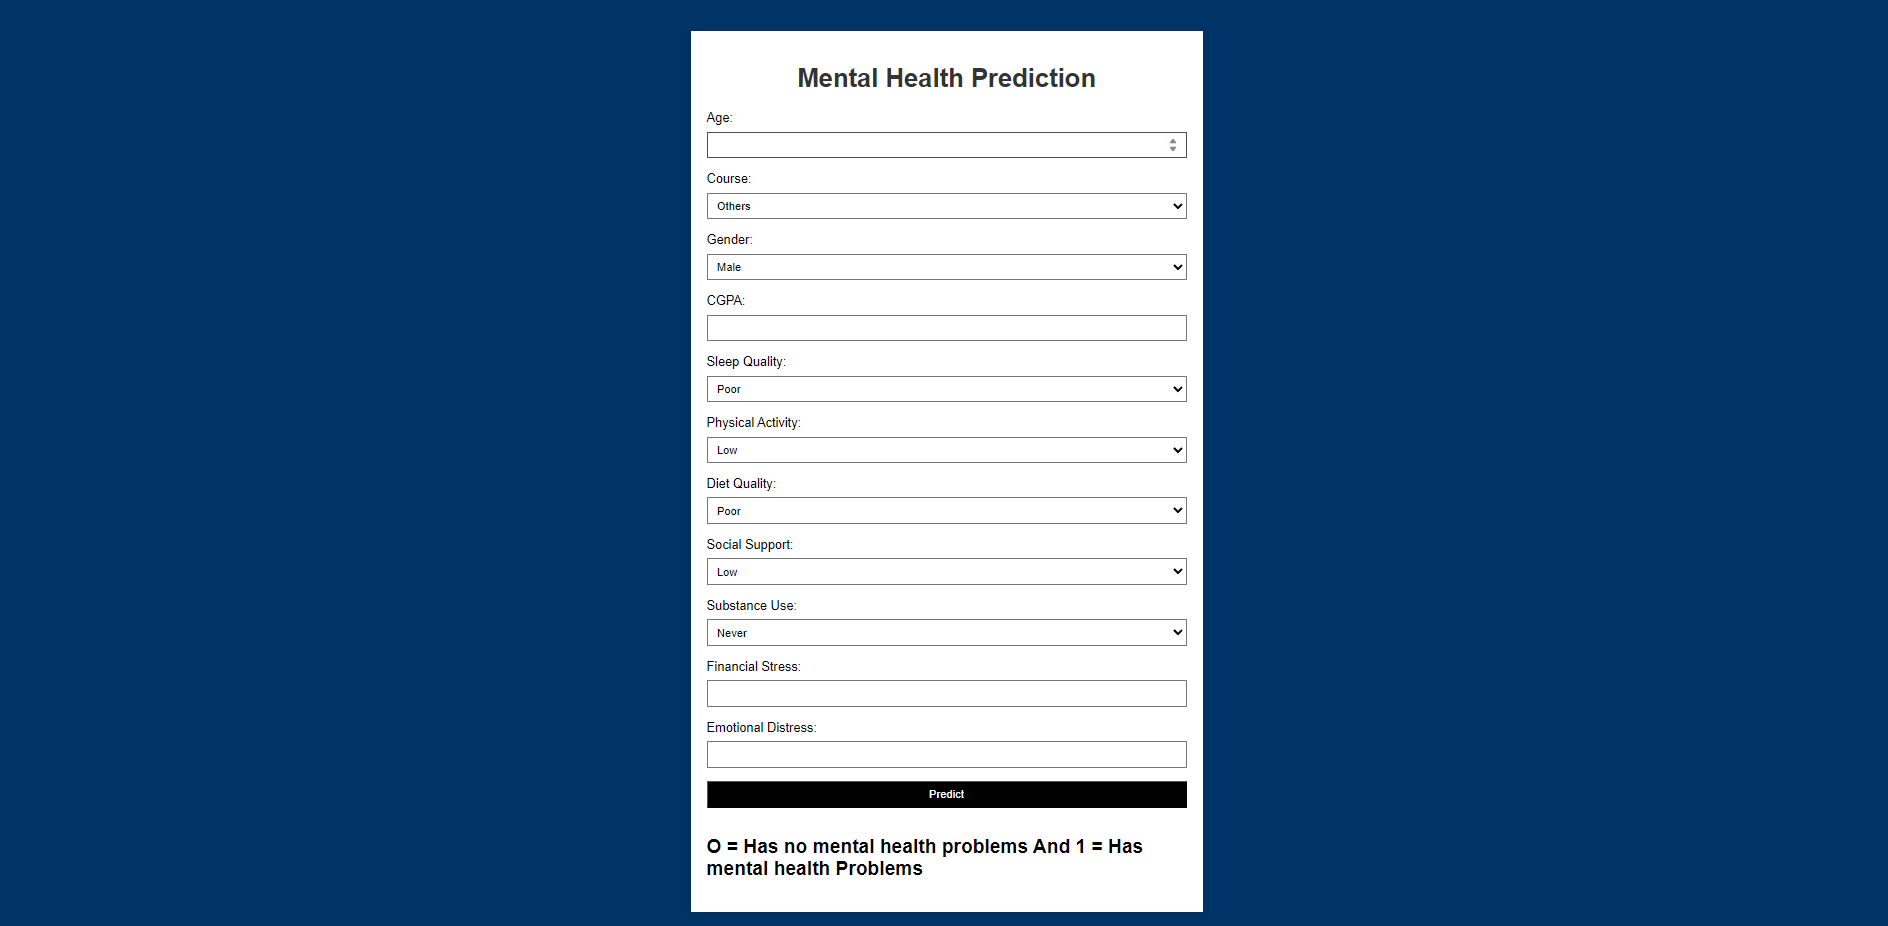 Mental Health Prediction
Age:
Course:
Others
Gender:
Male
CGPA:
Sleep Quality:
Poor
Physical Activity:
Low
Diet Quality:
Poor
Social Support:
Low
Substance Use:
Never
Financial Stress:
Emotional Distress:
Predict
O = Has no mental health problems And 1 = Has
mental health Problems